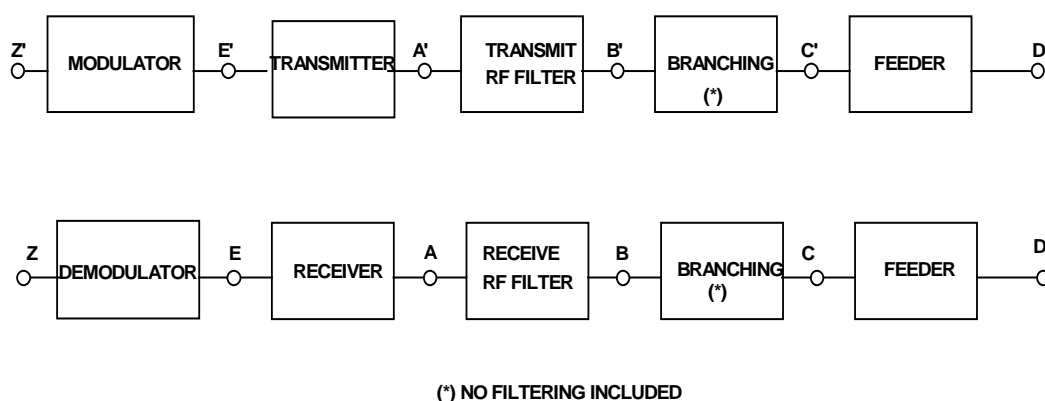 Z' MODULATOR E' TRANSMITTER A' TRANSMIT RF FILTER B' BRANCHING (*) C' FEEDER D
Z DEMODULATOR E RECEIVER A RECEIVE RF FILTER B BRANCHING (*) C FEEDER D
(*) NO FILTERING INCLUDED